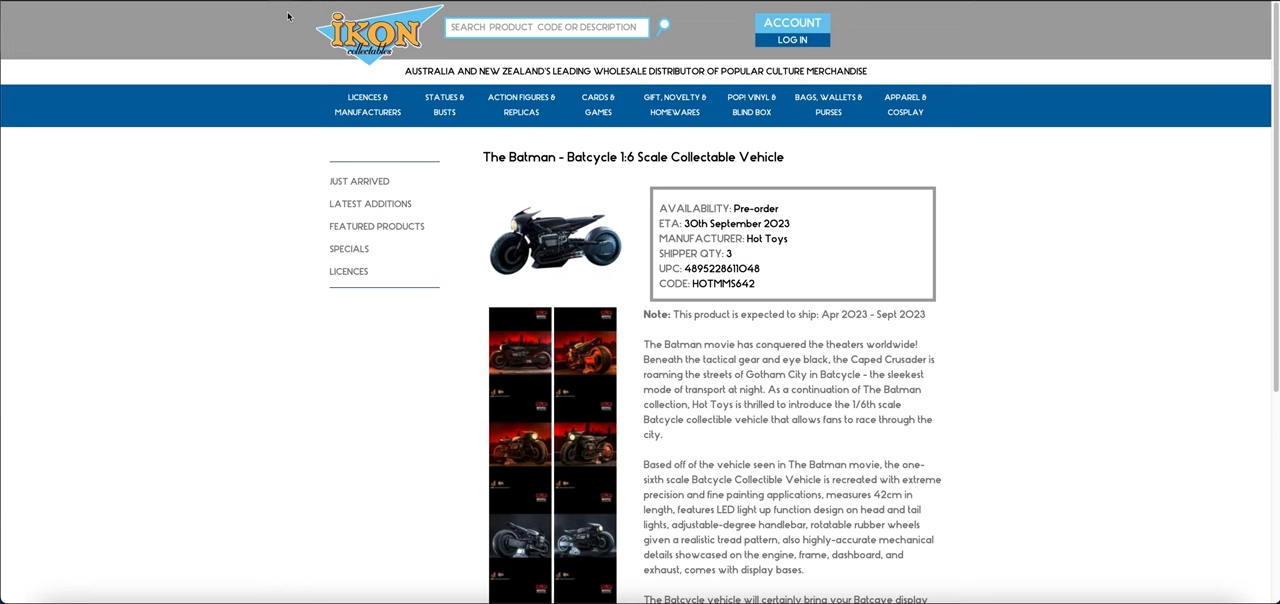 iKON
collectables
SEARCH PRODUCT CODE OR DESCRIPTION
ACCOUNT
LOG IN
AUSTRALIA AND NEW ZEALAND'S LEADING WHOLESALE DISTRIBUTOR OF POPULAR CULTURE MERCHANDISE
LICENCES &
MANUFACTURERS
STATUES &
BUSTS
ACTION FIGURES &
REPLICAS
CARDS &
GAMES
GIFT, NOVELTY &
HOMEWARES
POP! VINYL &
BLIND BOX
BAGS, WALLETS &
PURSES
APPAREL &
COSPLAY
JUST ARRIVED
LATEST ADDITIONS
FEATURED PRODUCTS
SPECIALS
LICENCES
The Batman - Batcycle 1:6 Scale Collectable Vehicle
AVAILABILITY: Pre-order
ETA: 30th September 2023
MANUFACTURER: Hot Toys
SHIPPER QTY: 3
UPC: 4895228611048
CODE: HOTMMS642
Note: This product is expected to ship: Apr 2023 - Sept 2023
The Batman movie has conquered the theaters worldwide!
Beneath the tactical gear and eye black, the Caped Crusader is
roaming the streets of Gotham City in Batcycle - the sleekest
mode of transport at night. As a continuation of The Batman
collection, Hot Toys is thrilled to introduce the 1/6th scale
Batcycle collectible vehicle that allows fans to race through the
city.
Based off of the vehicle seen in The Batman movie, the one-
sixth scale Batcycle Collectible Vehicle is recreated with extreme
precision and fine painting applications, measures 42cm in
length, features LED light up function design on head and tail
lights, adjustable-degree handlebar, rotatable rubber wheels
given a realistic tread pattern, also highly-accurate mechanical
details showcased on the engine, frame, dashboard, and
exhaust, comes with display bases.
The Batcycle vehicle will certainly bring your Batcave display